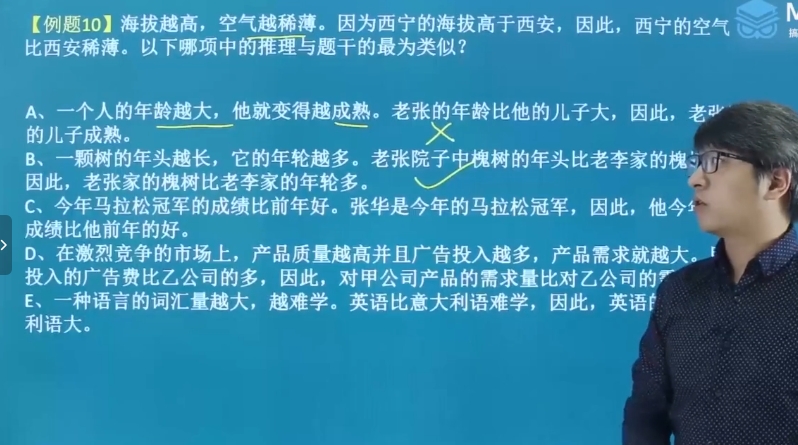 【例题10】海拔越高，空气越稀薄。因为西宁的海拔高于西安，因此，西宁的空气
比西安稀薄。以下哪项中的推理与题干的最为类似？
A、一个人的年龄越大，他就变得越成熟。老张的年龄比他的儿子大，因此，老张
的儿子成熟。
B、一颗树的年头越长，它的年轮越多。老张院子中槐树的年头比老李家的槐
因此，老张家的槐树比老李家的年轮多。
C、今年马拉松冠军的成绩比前年好。张华是今年的马拉松冠军，因此，他今年
成绩比他前年的好。
D、在激烈竞争的市场上，产品质量越高并且广告投入越多，产品需求就越大。
投入的广告费比乙公司的多，因此，对甲公司产品的需求量比对乙公司的需
E、一种语言的词汇量越大，越难学。英语比意大利语难学，因此，英语的
利语大。